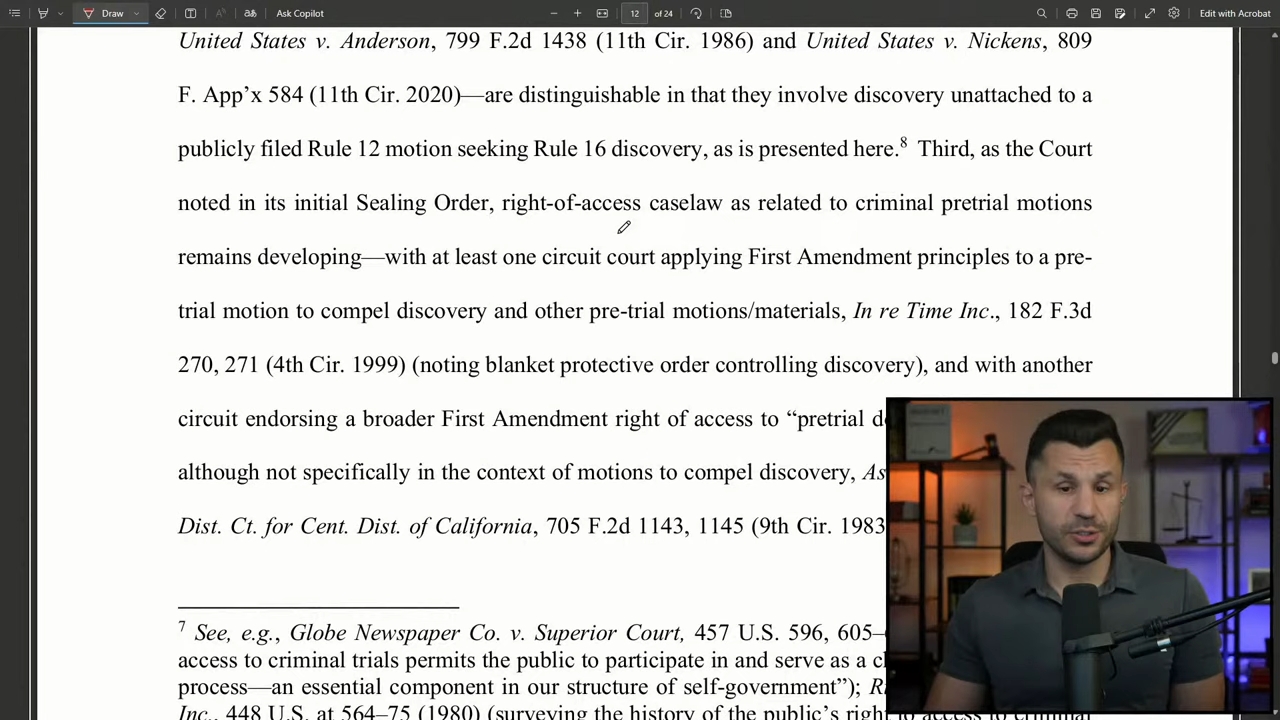 Draw
Ask Copilot
12 of 24
Edit with Acrobat
United States v. Anderson, 799 F.2d 1438 (11th Cir. 1986) and United States v. Nickens, 809
F. App’x 584 (11th Cir. 2020)—are distinguishable in that they involve discovery unattached to a
publicly filed Rule 12 motion seeking Rule 16 discovery, as is presented here.8 Third, as the Court
noted in its initial Sealing Order, right-of-access caselaw as related to criminal pretrial motions
remains developing—with at least one circuit court applying First Amendment principles to a pre-
trial motion to compel discovery and other pre-trial motions/materials, In re Time Inc., 182 F.3d
270, 271 (4th Cir. 1999) (noting blanket protective order controlling discovery), and with another
circuit endorsing a broader First Amendment right of access to “pretrial
although not specifically in the context of motions to compel discovery,
Dist. Ct. for Cent. Dist. of California, 705 F.2d 1143, 1145 (9th Cir. 1983
7 See, e.g., Globe Newspaper Co. v. Superior Court, 457 U.S. 596, 605–
access to criminal trials permits the public to participate in and serve as a
process—an essential component in our structure of self-government”);
Inc., 448 U.S. at 564–75 (1980) (surveying the history of the public’s right to access to criminal